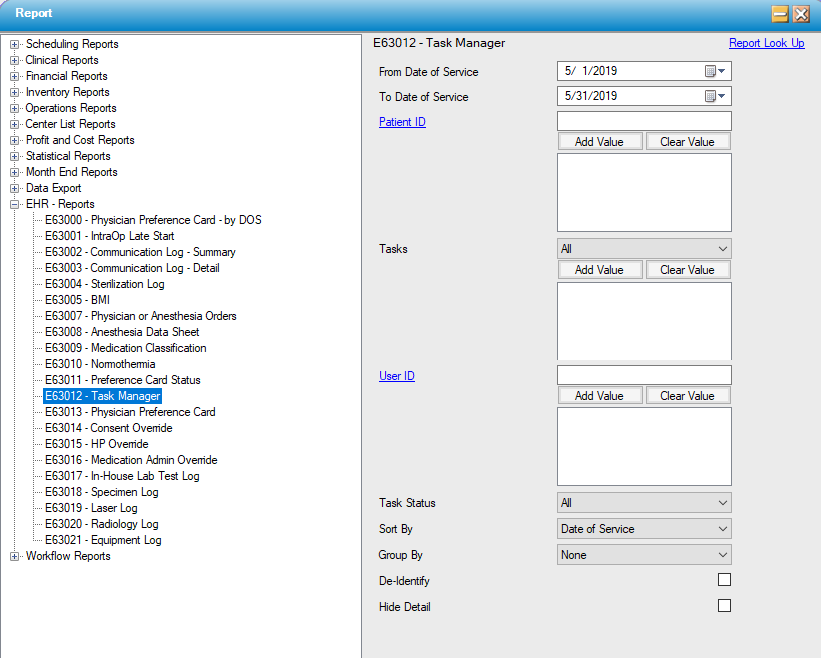 Report
Scheduling Reports
Clinical Reports
Financial Reports
Inventory Reports
Operations Reports
Center List Reports
Profit and Cost Reports
Statistical Reports
Month End Reports
Data Export
EHR - Reports
E63000 - Physician Preference Card - by DOS
E63001 - IntraOp Late Start
E63002 - Communication Log - Summary
E63003 - Communication Log - Detail
E63004 - Sterilization Log
E63005 - BMI
E63007 - Physician or Anesthesia Orders
E63008 - Anesthesia Data Sheet
E63009 - Medication Classification
E63010 - Normothermia
E63011 - Preference Card Status
E63012 - Task Manager
E63013 - Physician Preference Card
E63014 - Consent Override
E63015 - HP Override
E63016 - Medication Admin Override
E63017 - In-House Lab Test Log
E63018 - Specimen Log
E63019 - Laser Log
E63020 - Radiology Log
E63021 - Equipment Log
Workflow Reports
E63012 - Task Manager Report Look Up
From Date of Service 5/ 1/2019
To Date of Service 5/31/2019
Patient ID
Add Value Clear Value
Tasks All
Add Value Clear Value
User ID
Add Value Clear Value
Task Status All
Sort By Date of Service
Group By None
De-Identify
Hide Detail